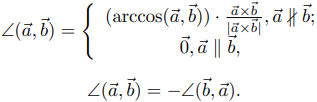 ∠(a⃗, b⃗) = { (arccos(a⃗, b⃗)) · (a⃗×b⃗)/|a⃗×b⃗|, a⃗ ∦ b⃗;
0⃗, a⃗ ∥ b⃗,
∠(a⃗, b⃗) = −∠(b⃗, a⃗).